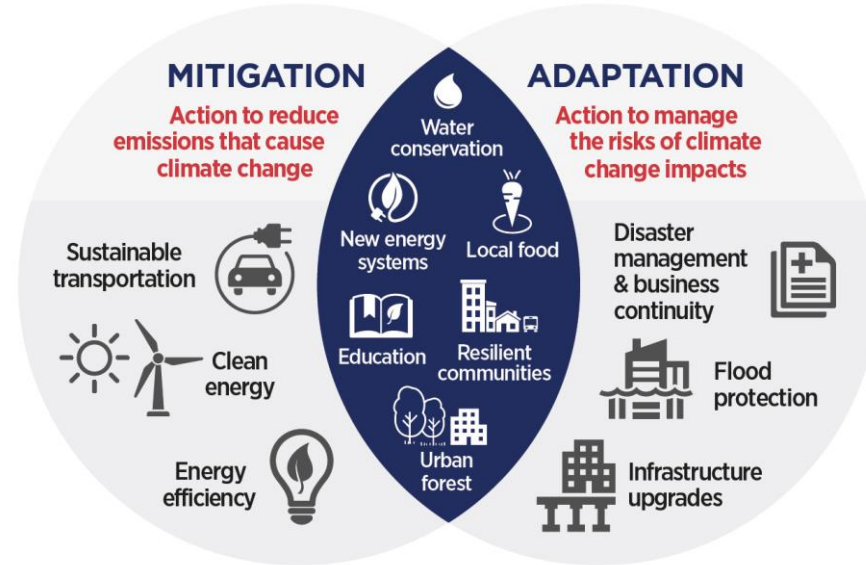 MITIGATION
Action to reduce
emissions that cause
climate change
Sustainable
transportation
Clean
energy
Energy
efficiency
Water
conservation
New energy
systems
Local food
Education
Resilient
communities
Urban
forest
ADAPTATION
Action to manage
the risks of climate
change impacts
Disaster
management
& business
continuity
Flood
protection
Infrastructure
upgrades